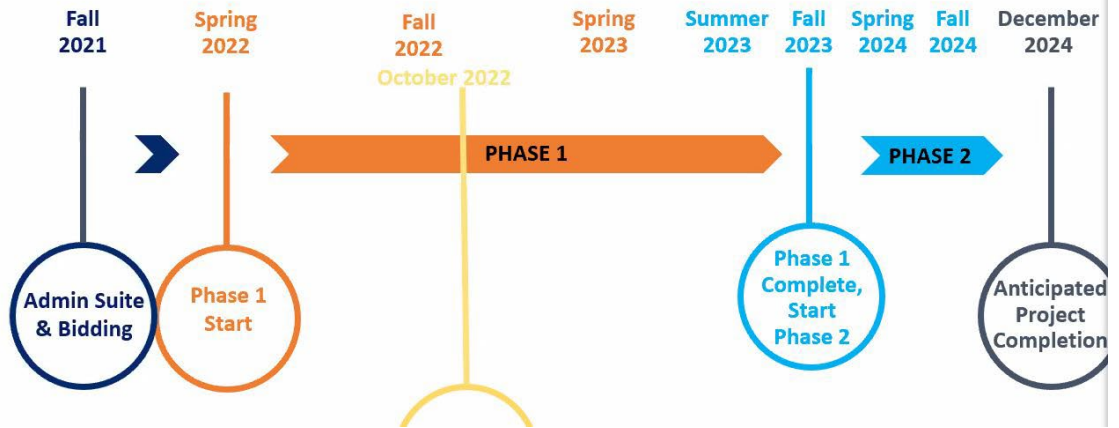 Fall
2021
Spring
2022
Fall
2022
October 2022
Spring
2023
Summer
2023
Fall
2023
Spring
2024
Fall
2024
December
2024
PHASE 1
PHASE 2
Admin Suite
& Bidding
Phase 1
Start
Phase 1
Complete,
Start
Phase 2
Anticipated
Project
Completion